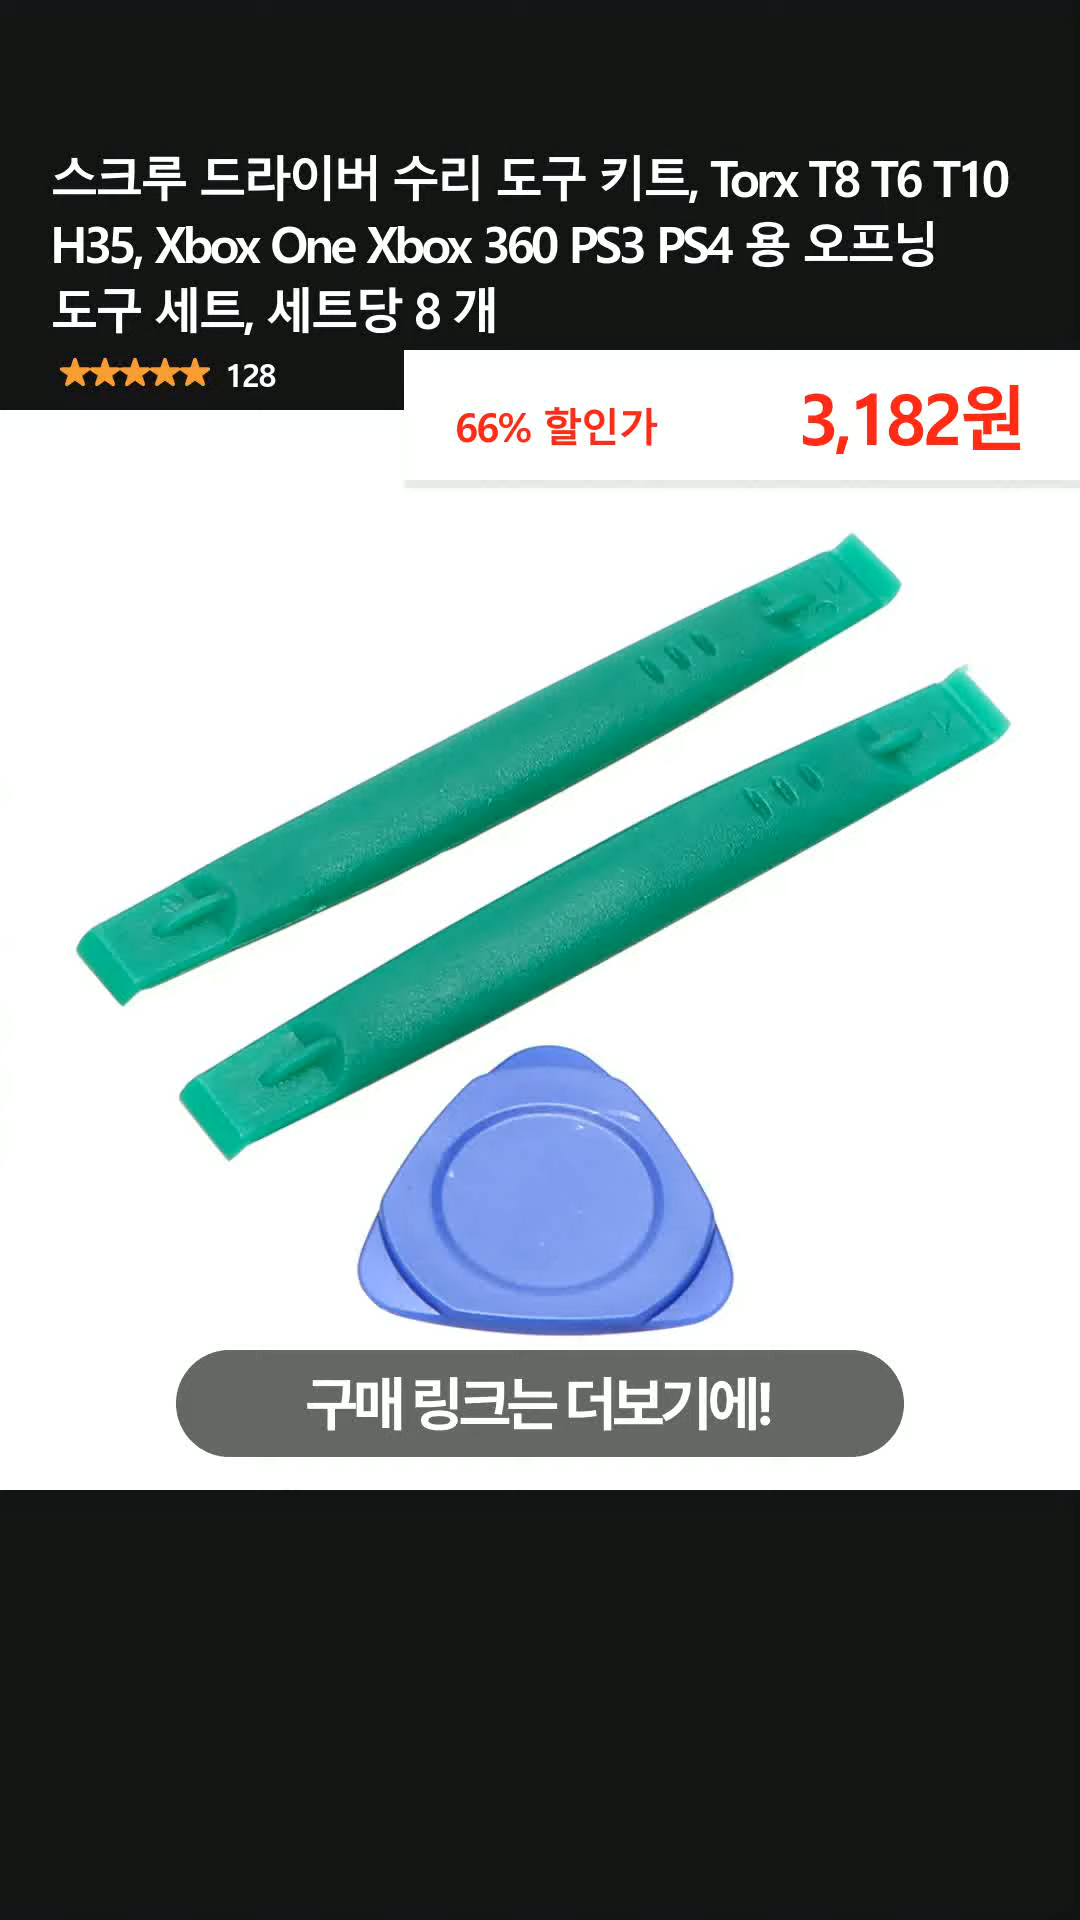 스크루 드라이버 수리 도구 키트, Torx T8 T6 T10
H35, Xbox One Xbox 360 PS3 PS4 용 오프닝
도구 세트, 세트당 8 개
128
66% 할인가
3,182원
구매 링크는 더보기에!